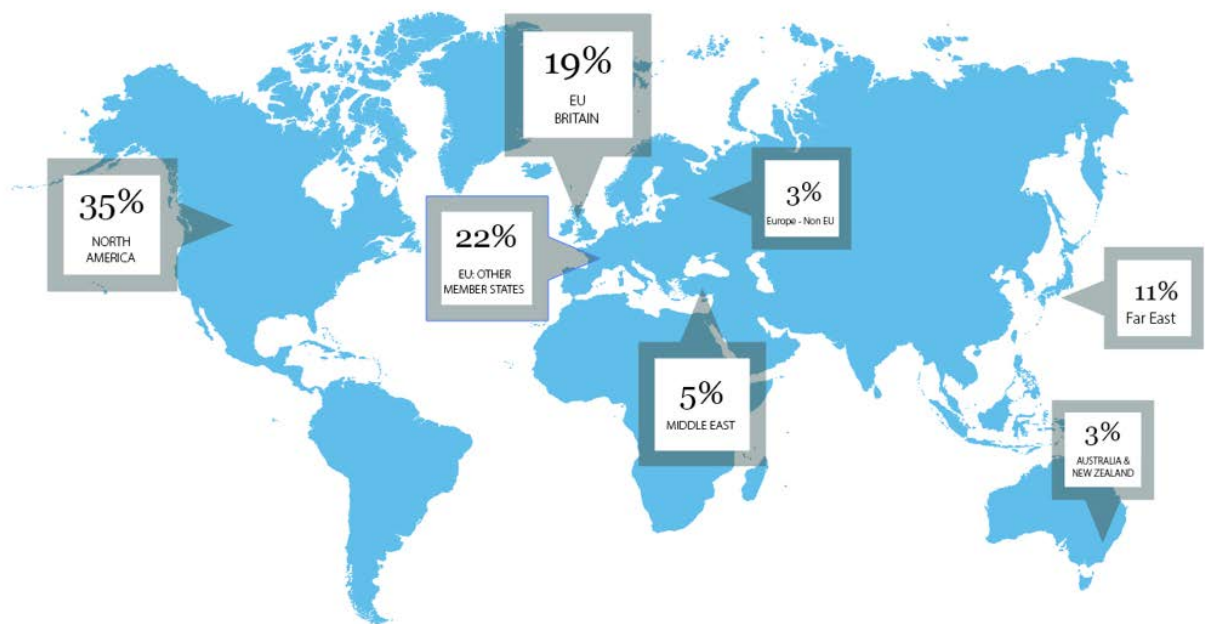 19%
EU
BRITAIN
35%
NORTH
AMERICA
3%
Europe - Non EU
22%
EU: OTHER
MEMBER STATES
11%
Far East
5%
MIDDLE EAST
3%
AUSTRALIA &
NEW ZEALAND